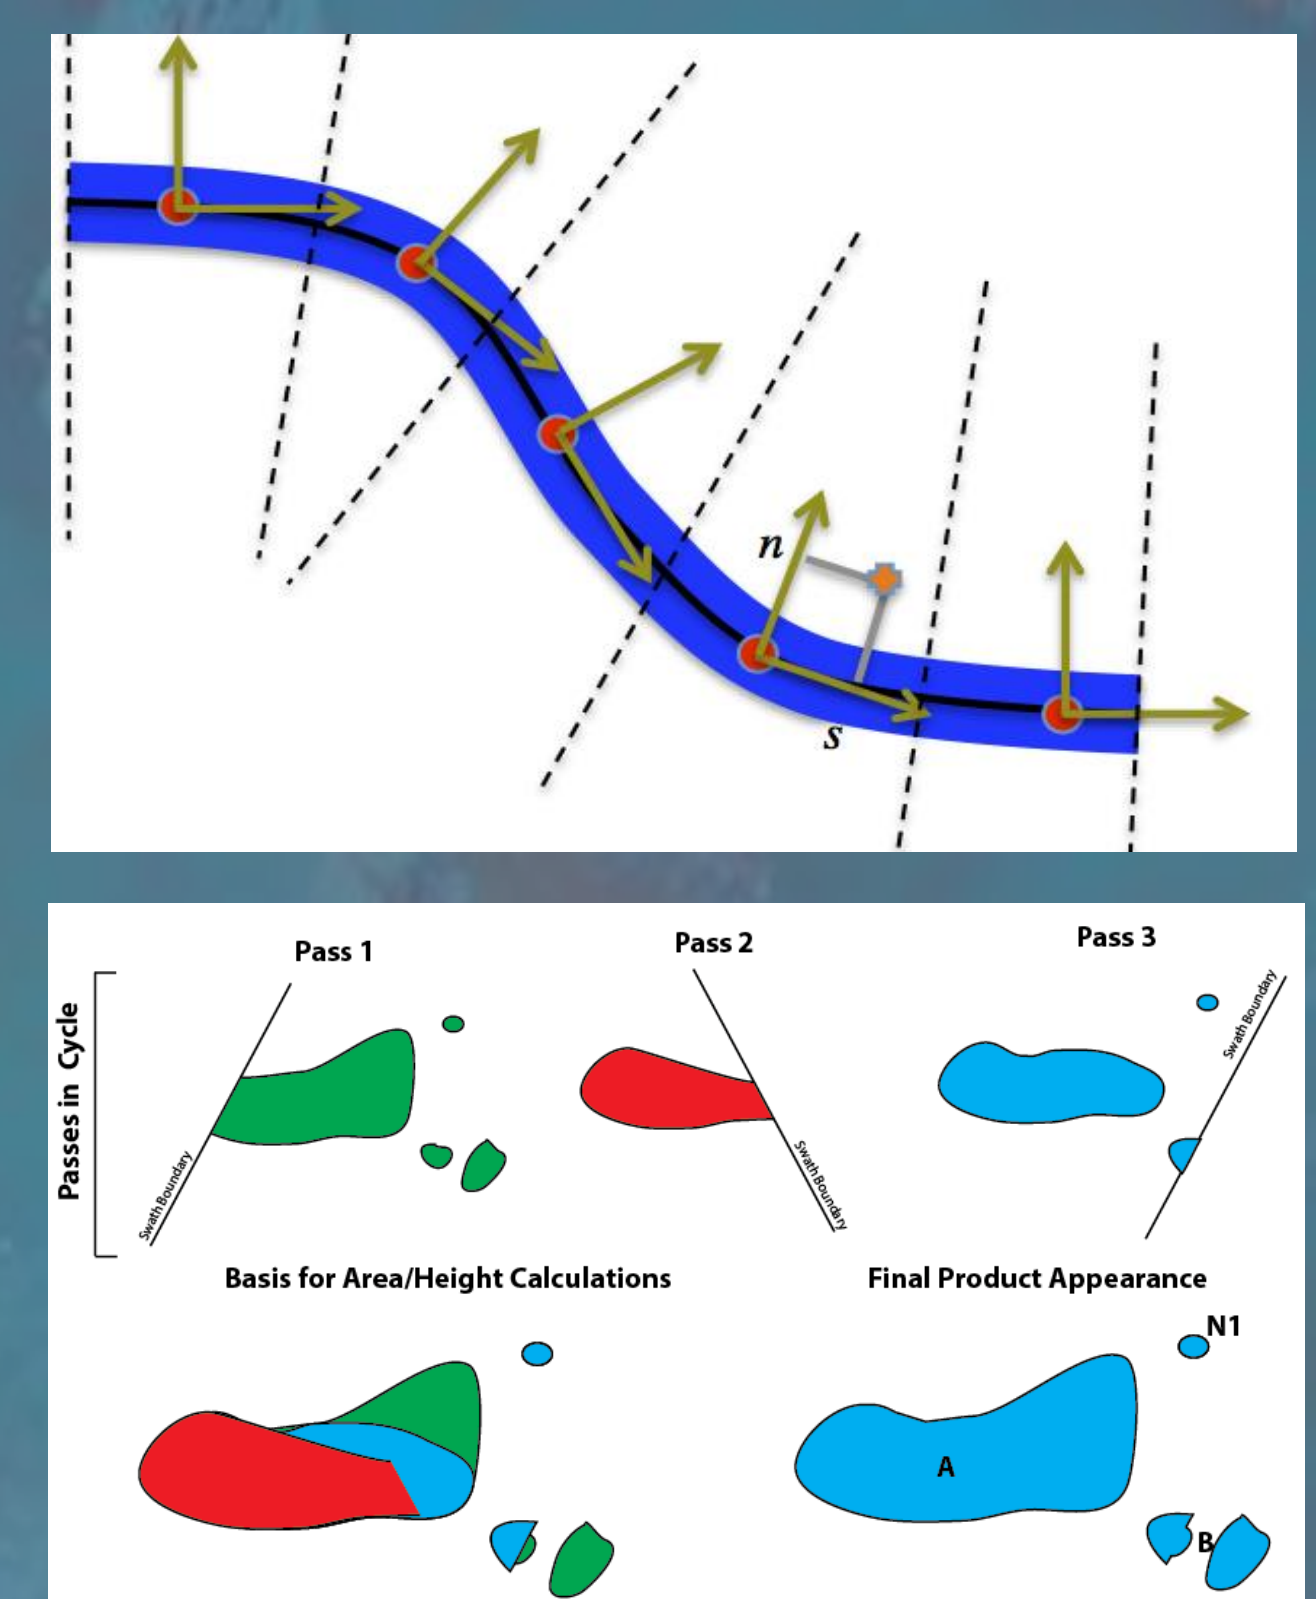 n
s
Pass 1
Pass 2
Pass 3
Passes in Cycle
Swath Boundary
Swath Boundary
Swath Boundary
Basis for Area/Height Calculations
Final Product Appearance
N1
A
B